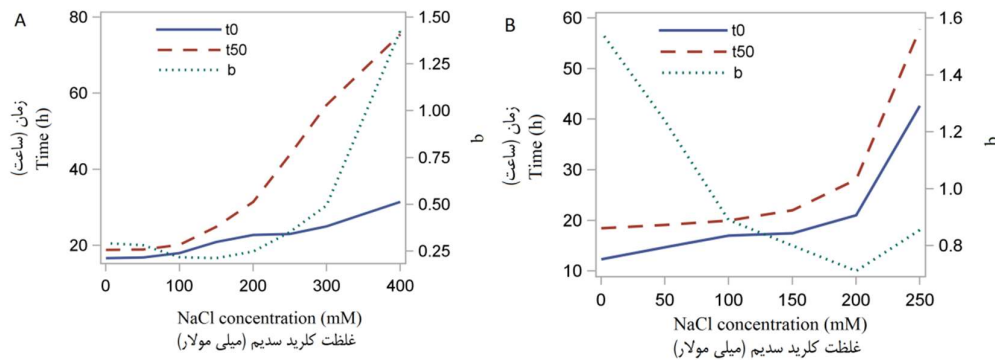 A
80
60
40
20
t0
t50
b
1.50
1.25
1.00
0.75
0.50
0.25
b
زمان (ساعت)
Time (h)
0
100
200
300
400
NaCl concentration (mM)
غلظت کلرید سدیم (میلی مولار)
B
60
50
40
30
20
10
t0
t50
b
1.6
1.4
1.2
1.0
0.8
b
زمان (ساعت)
Time (h)
0
50
100
150
200
250
NaCl concentration (mM)
غلظت کلرید سدیم (میلی مولار)